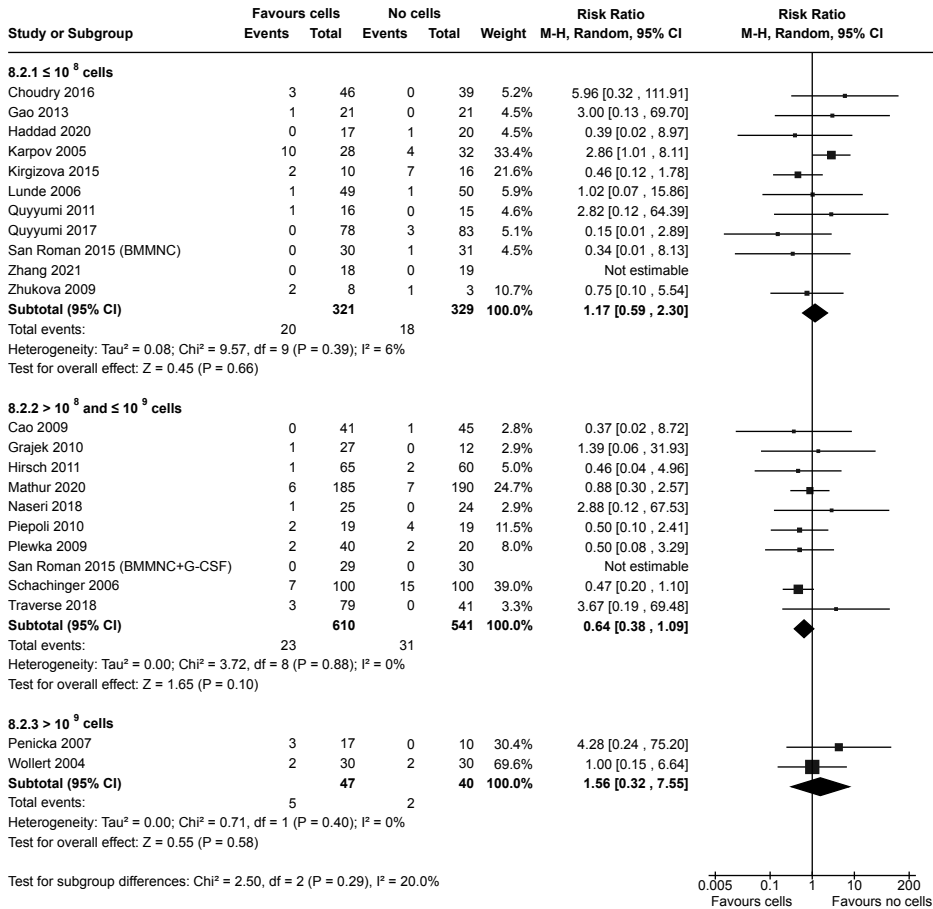 Favours cells No cells Risk Ratio Risk Ratio
Study or Subgroup Events Total Events Total Weight M-H, Random, 95% CI M-H, Random, 95% CI
8.2.1 ≤ 10 ⁸ cells
Choudry 2016 3 46 0 39 5.2% 5.96 [0.32 , 111.91]
Gao 2013 1 21 0 21 4.5% 3.00 [0.13 , 69.70]
Haddad 2020 0 17 1 20 4.5% 0.39 [0.02 , 8.97]
Karpov 2005 10 28 4 32 33.4% 2.86 [1.01 , 8.11]
Kirgizova 2015 2 10 7 16 21.6% 0.46 [0.12 , 1.78]
Lunde 2006 1 49 1 50 5.9% 1.02 [0.07 , 15.86]
Quyyumi 2011 1 16 0 15 4.6% 2.82 [0.12 , 64.39]
Quyyumi 2017 0 78 3 83 5.1% 0.15 [0.01 , 2.89]
San Roman 2015 (BMMNC) 0 30 1 31 4.5% 0.34 [0.01 , 8.13]
Zhang 2021 0 18 0 19 Not estimable
Zhukova 2009 2 8 1 3 10.7% 0.75 [0.10 , 5.54]
Subtotal (95% CI) 321 329 100.0% 1.17 [0.59 , 2.30]
Total events: 20 18
Heterogeneity: Tau² = 0.08; Chi² = 9.57, df = 9 (P = 0.39); I² = 6%
Test for overall effect: Z = 0.45 (P = 0.66)
8.2.2 > 10 ⁸ and ≤ 10 ⁹ cells
Cao 2009 0 41 1 45 2.8% 0.37 [0.02 , 8.72]
Grajek 2010 1 27 0 12 2.9% 1.39 [0.06 , 31.93]
Hirsch 2011 1 65 2 60 5.0% 0.46 [0.04 , 4.96]
Mathur 2020 6 185 7 190 24.7% 0.88 [0.30 , 2.57]
Naseri 2018 1 25 0 24 2.9% 2.88 [0.12 , 67.53]
Piepoli 2010 2 19 4 19 11.5% 0.50 [0.10 , 2.41]
Plewka 2009 2 40 2 20 8.0% 0.50 [0.08 , 3.29]
San Roman 2015 (BMMNC+G-CSF) 0 29 0 30 Not estimable
Schachinger 2006 7 100 15 100 39.0% 0.47 [0.20 , 1.10]
Traverse 2018 3 79 0 41 3.3% 3.67 [0.19 , 69.48]
Subtotal (95% CI) 610 541 100.0% 0.64 [0.38 , 1.09]
Total events: 23 31
Heterogeneity: Tau² = 0.00; Chi² = 3.72, df = 8 (P = 0.88); I² = 0%
Test for overall effect: Z = 1.65 (P = 0.10)
8.2.3 > 10 ⁹ cells
Penicka 2007 3 17 0 10 30.4% 4.28 [0.24 , 75.20]
Wollert 2004 2 30 2 30 69.6% 1.00 [0.15 , 6.64]
Subtotal (95% CI) 47 40 100.0% 1.56 [0.32 , 7.55]
Total events: 5 2
Heterogeneity: Tau² = 0.00; Chi² = 0.71, df = 1 (P = 0.40); I² = 0%
Test for overall effect: Z = 0.55 (P = 0.58)
Test for subgroup differences: Chi² = 2.50, df = 2 (P = 0.29), I² = 20.0%
0.005 0.1 1 10 200
Favours cells Favours no cells